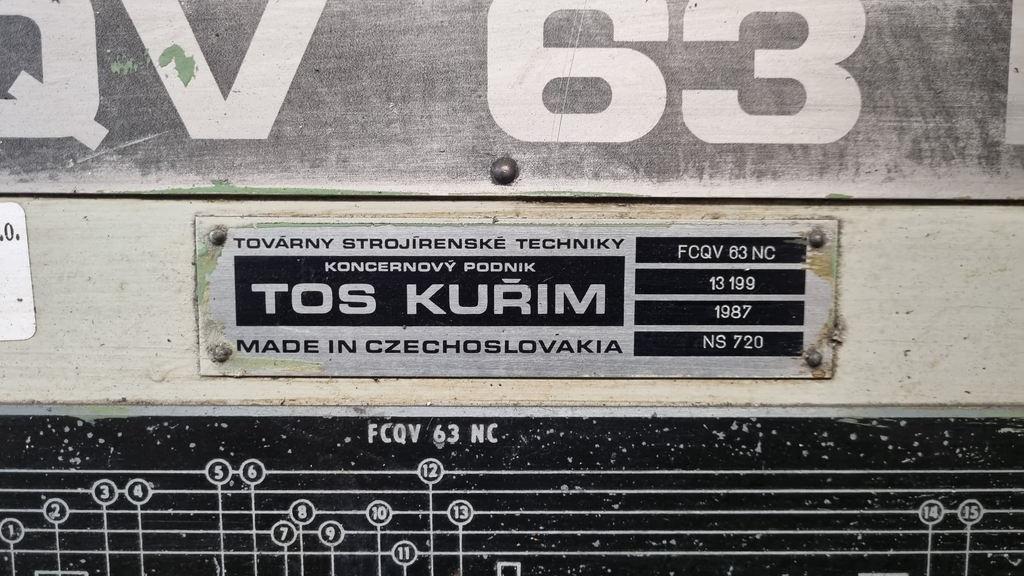 QV 63
.O.
TOVÁRNY STROJÍRENSKÉ TECHNIKY
KONCERNOVÝ PODNIK
TOS KUŘIM
MADE IN CZECHOSLOVAKIA
FCQV 63 NC
13 199
1987
NS 720
FCQV 63 NC
5 6 12
3 4
2 8 10 13 14 15
1 7 9
11